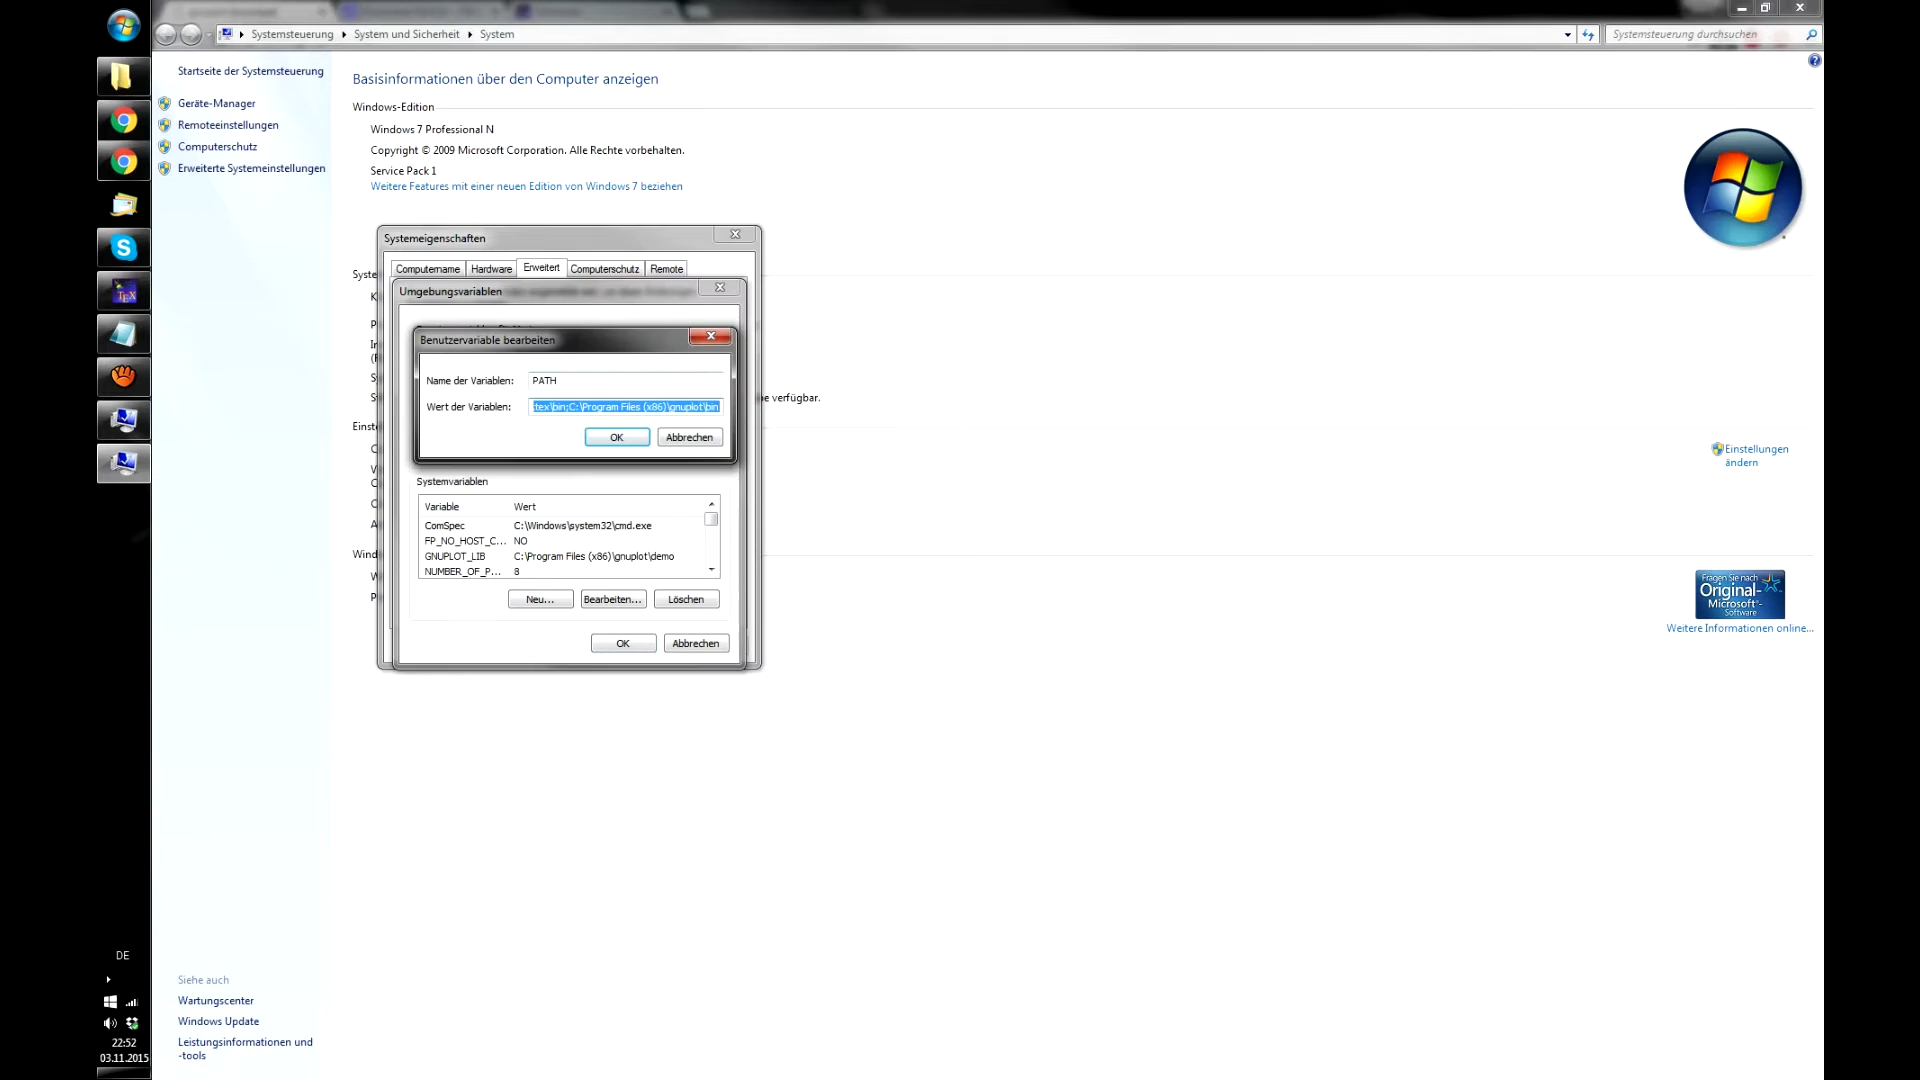 Systemsteuerung
System und Sicherheit
System
Systemsteuerung durchsuchen
Startseite der Systemsteuerung
Geräte-Manager
Remoteeinstellungen
Computerschutz
Erweiterte Systemeinstellungen
Basisinformationen über den Computer anzeigen
Windows-Edition
Windows 7 Professional N
Copyright © 2009 Microsoft Corporation. Alle Rechte vorbehalten.
Service Pack 1
Weitere Features mit einer neuen Edition von Windows 7 beziehen
Systemeigenschaften
Computername Hardware Erweitert Computerschutz Remote
Umgebungsvariablen
Benutzervariable bearbeiten
Name der Variablen: PATH
Wert der Variablen: tex\bin;C:\Program Files (x86)\gnuplot\bin
OK Abbrechen
verfügbar.
Systemvariablen
Variable Wert
ComSpec C:\Windows\system32\cmd.exe
FP_NO_HOST_C... NO
GNUPLOT_LIB C:\Program Files (x86)\gnuplot\demo
NUMBER_OF_P... 8
Neu... Bearbeiten... Löschen
OK Abbrechen
Einstellungen
ändern
Fragen Sie nach
Original-
Microsoft®-
Software
Weitere Informationen online...
TEX
DE
22:52
03.11.2015
Siehe auch
Wartungscenter
Windows Update
Leistungsinformationen und
-tools